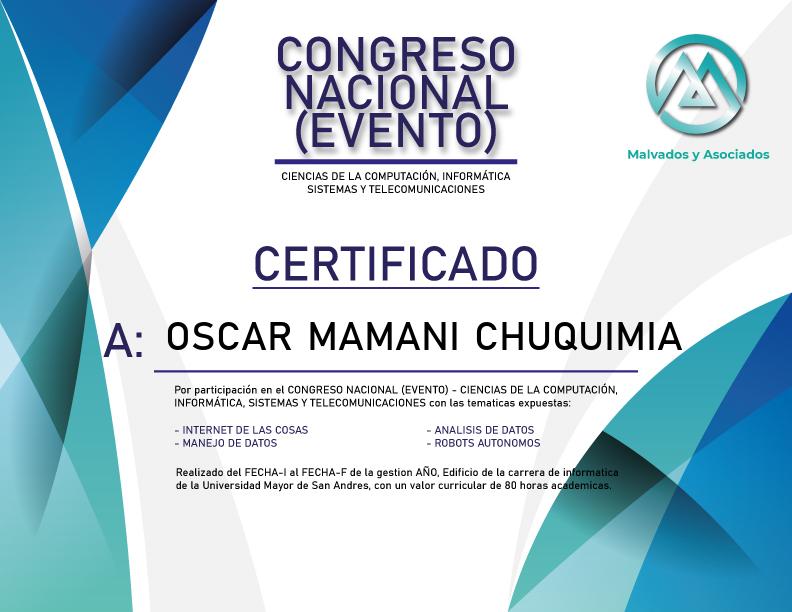 CONGRESO
NACIONAL
(EVENTO)
CIENCIAS DE LA COMPUTACIÓN, INFORMÁTICA
SISTEMAS Y TELECOMUNICACIONES
Malvados y Asociados
CERTIFICADO
A: OSCAR MAMANI CHUQUIMIA
Por participación en el CONGRESO NACIONAL (EVENTO) - CIENCIAS DE LA COMPUTACIÓN,
INFORMÁTICA, SISTEMAS Y TELECOMUNICACIONES con las tematicas expuestas:
- INTERNET DE LAS COSAS
- MANEJO DE DATOS
- ANALISIS DE DATOS
- ROBOTS AUTONOMOS
Realizado del FECHA-I al FECHA-F de la gestion AÑO, Edificio de la carrera de informatica
de la Universidad Mayor de San Andres, con un valor curricular de 80 horas academicas.